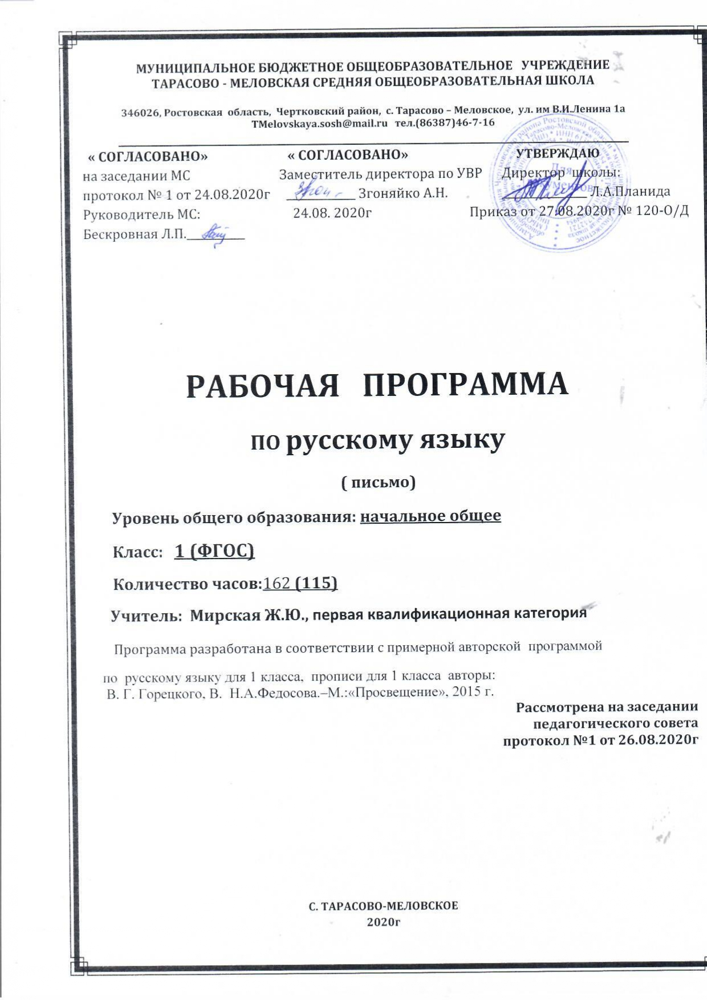 МУНИЦИПАЛЬНОЕ БЮДЖЕТНОЕ ОБЩЕОБРАЗОВАТЕЛЬНОЕ УЧРЕЖДЕНИЕ
ТАРАСОВО - МЕЛОВСКАЯ СРЕДНЯЯ ОБЩЕОБРАЗОВАТЕЛЬНАЯ ШКОЛА
346026, Ростовская область, Чертковский район, с. Тарасово – Меловское, ул. им В.И.Ленина 1а
TMelovskaya.sosh@mail.ru тел.(86387)46-7-16
« СОГЛАСОВАНО» « СОГЛАСОВАНО» УТВЕРЖДАЮ
на заседании МС Заместитель директора по УВР Директор школы:
протокол № 1 от 24.08.2020г Згоняйко А.Н. Л.А.Планида
Руководитель МС: 24.08. 2020г Приказ от 27.08.2020г № 120-О/Д
Бескровная Л.П.
Для документов
РАБОЧАЯ ПРОГРАММА
ПО русскому языку
( письмо)
Уровень общего образования: начальное общее
Класс: 1 (ФГОС)
Количество часов:162 (115)
Учитель: Мирская Ж.Ю., первая квалификационная категория
Программа разработана в соответствии с примерной авторской программой
по русскому языку для 1 класса, прописи для 1 класса авторы:
В. Г. Горецкого, В. Н.А.Федосова.–М.:«Просвещение», 2015 г.
Рассмотрена на заседании
педагогического совета
протокол №1 от 26.08.2020г
С. ТАРАСОВО-МЕЛОВСКОЕ
2020г